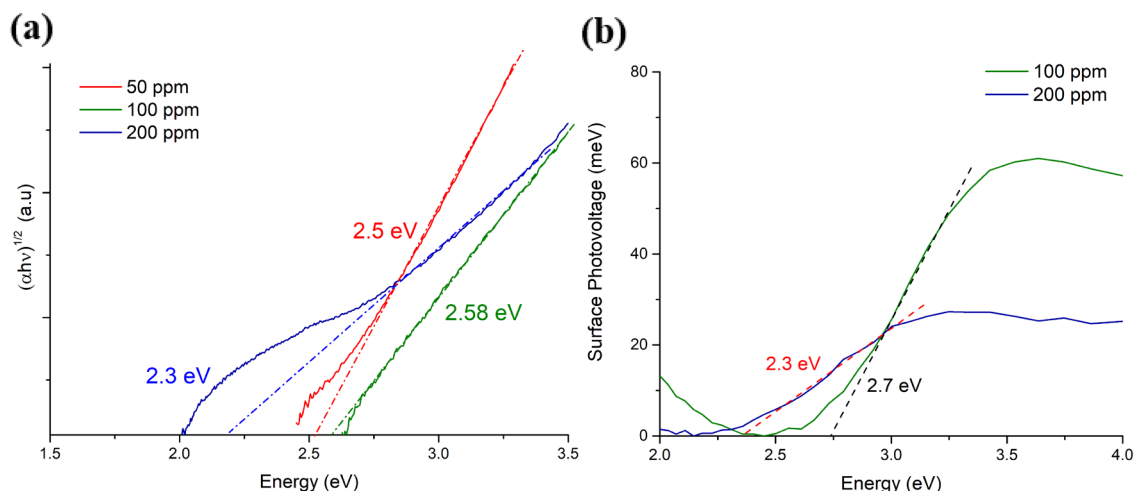 (a)
50 ppm
100 ppm
200 ppm
(αhν)1/2 (a.u)
2.5 eV
2.58 eV
2.3 eV
1.5 2.0 2.5 3.0 3.5
Energy (eV)
(b)
100 ppm
200 ppm
Surface Photovoltage (meV)
80
60
40
20
0
2.3 eV
2.7 eV
2.0 2.5 3.0 3.5 4.0
Energy (eV)